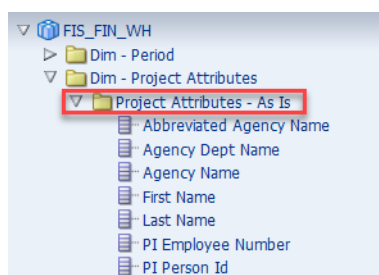 FIS_FIN_WH
Dim - Period
Dim - Project Attributes
Project Attributes - As Is
Abbreviated Agency Name
Agency Dept Name
Agency Name
First Name
Last Name
PI Employee Number
PI Person Id